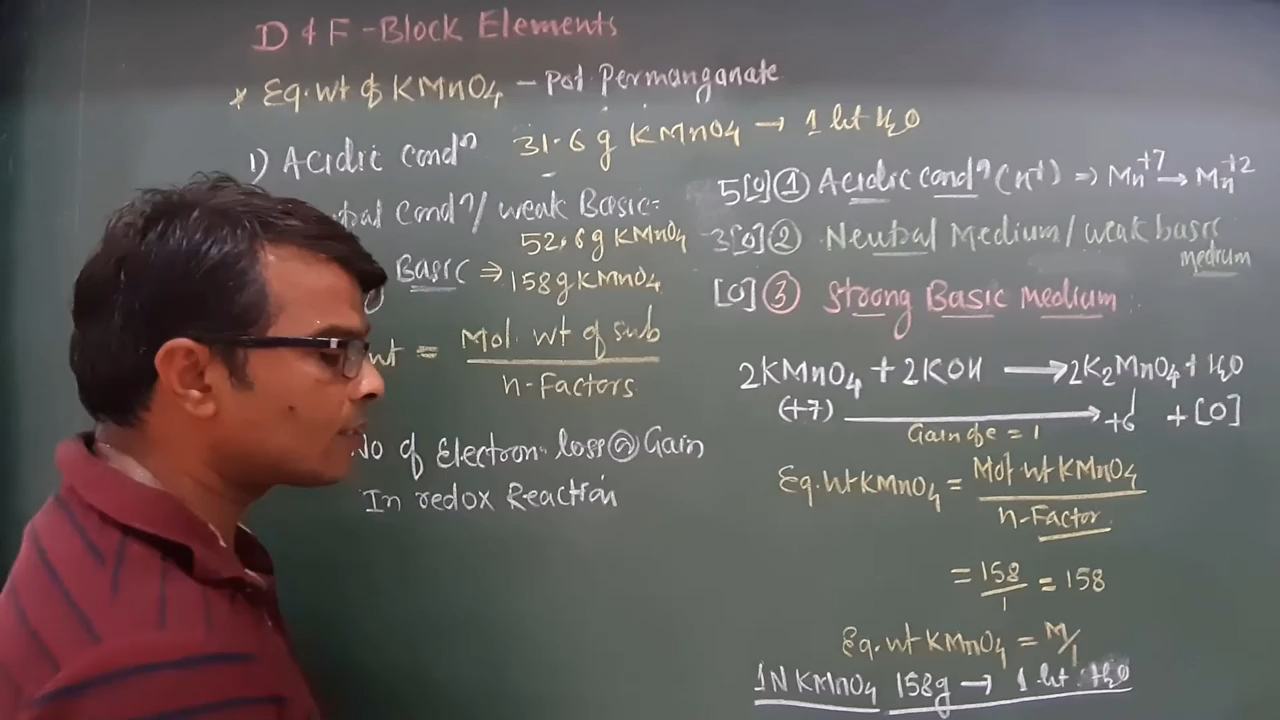 D & F-Block Elements
* Eq.wt of KMnO4 - Pot. Permanganate
1) Acidic Condⁿ 31.6 g KMnO4 → 1 lit H2O
Condⁿ/ weak Basic-
52.6g KMnO4
Basic ⇒ 158g KMnO4
wt = Mol. wt of sub
n-Factors
No of Electron loss @ Gain
In redox Reaction
5[O] ① Acidic condⁿ (H+) ⇒ Mn+7 → Mn+2
3[O] ② Neutral Medium/weak basic
medium
[O] ③ Strong Basic Medium
2KMnO4 + 2KOH → 2K2MnO4 + H2O
(+7) → +6 + [O]
Gain of e = 1
Eq.wt KMnO4 = Mol wt KMnO4
n-Factor
= 158/1 = 158
Eq.wt KMnO4 = M/1
1N KMnO4 158g → 1 lit H2O